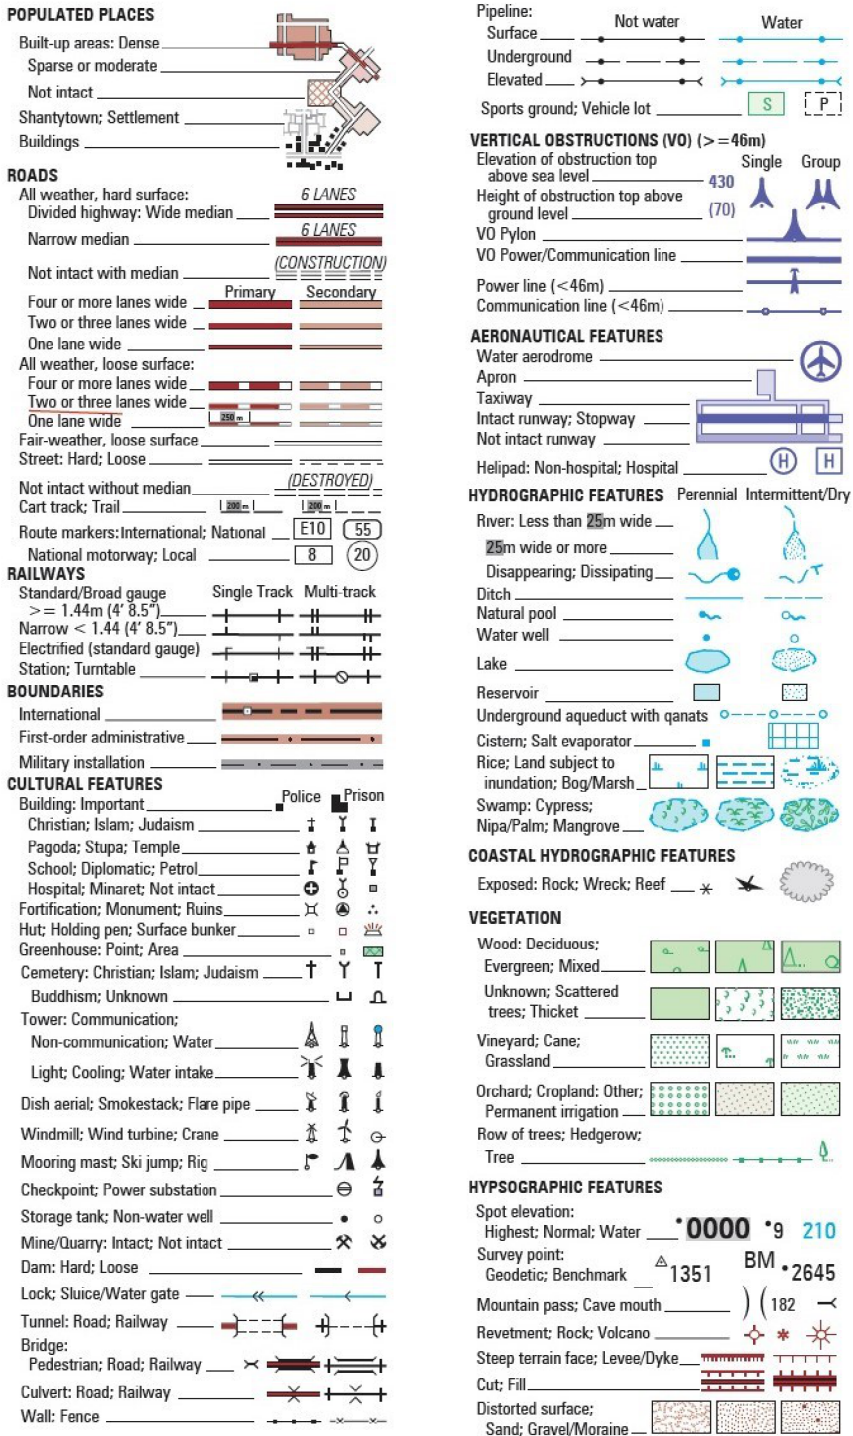 POPULATED PLACES
Built-up areas: Dense
Sparse or moderate
Not intact
Shantytown; Settlement
Buildings
ROADS
All weather, hard surface:
6 LANES
Divided highway: Wide median
6 LANES
Narrow median
(CONSTRUCTION)
Not intact with median
Primary Secondary
Four or more lanes wide
Two or three lanes wide
One lane wide
All weather, loose surface:
Four or more lanes wide
Two or three lanes wide
250 m
One lane wide
Fair-weather, loose surface
Street: Hard; Loose
(DESTROYED)
Not intact without median
Cart track; Trail 200 m 200 m
Route markers: International; National E10 55
National motorway; Local 8 20
RAILWAYS
Standard/Broad gauge Single Track Multi-track
>= 1.44m (4' 8.5")
Narrow < 1.44 (4' 8.5")
Electrified (standard gauge)
Station; Turntable
BOUNDARIES
International
First-order administrative
Military installation
CULTURAL FEATURES
Building: Important Police Prison
Christian; Islam; Judaism
Pagoda; Stupa; Temple
School; Diplomatic; Petrol
Hospital; Minaret; Not intact
Fortification; Monument; Ruins
Hut; Holding pen; Surface bunker
Greenhouse: Point; Area
Cemetery: Christian; Islam; Judaism
Buddhism; Unknown
Tower: Communication;
Non-communication; Water
Light; Cooling; Water intake
Dish aerial; Smokestack; Flare pipe
Windmill; Wind turbine; Crane
Mooring mast; Ski jump; Rig
Checkpoint; Power substation
Storage tank; Non-water well
Mine/Quarry: Intact; Not intact
Dam: Hard; Loose
Lock; Sluice/Water gate
Tunnel: Road; Railway
Bridge:
Pedestrian; Road; Railway
Culvert: Road; Railway
Wall: Fence
Pipeline:
Not water Water
Surface
Underground
Elevated
Sports ground; Vehicle lot S P
VERTICAL OBSTRUCTIONS (VO) (>=46m)
Elevation of obstruction top
above sea level 430 Single Group
Height of obstruction top above
ground level (70)
VO Pylon
VO Power/Communication line
Power line (<46m)
Communication line (<46m)
AERONAUTICAL FEATURES
Water aerodrome
Apron
Taxiway
Intact runway; Stopway
Not intact runway
Helipad: Non-hospital; Hospital H H
HYDROGRAPHIC FEATURES Perennial Intermittent/Dry
River: Less than 25m wide
25m wide or more
Disappearing; Dissipating
Ditch
Natural pool
Water well
Lake
Reservoir
Underground aqueduct with qanats
Cistern; Salt evaporator
Rice; Land subject to
inundation; Bog/Marsh
Swamp: Cypress;
Nipa/Palm; Mangrove
COASTAL HYDROGRAPHIC FEATURES
Exposed: Rock; Wreck; Reef
VEGETATION
Wood: Deciduous;
Evergreen; Mixed
Unknown; Scattered
trees; Thicket
Vineyard; Cane;
Grassland
Orchard; Cropland: Other;
Permanent irrigation
Row of trees; Hedgerow;
Tree
HYPSOGRAPHIC FEATURES
Spot elevation:
Highest; Normal; Water 0000 9 210
Survey point:
Geodetic; Benchmark 1351 BM 2645
Mountain pass; Cave mouth 182
Revetment; Rock; Volcano
Steep terrain face; Levee/Dyke
Cut; Fill
Distorted surface;
Sand; Gravel/Moraine